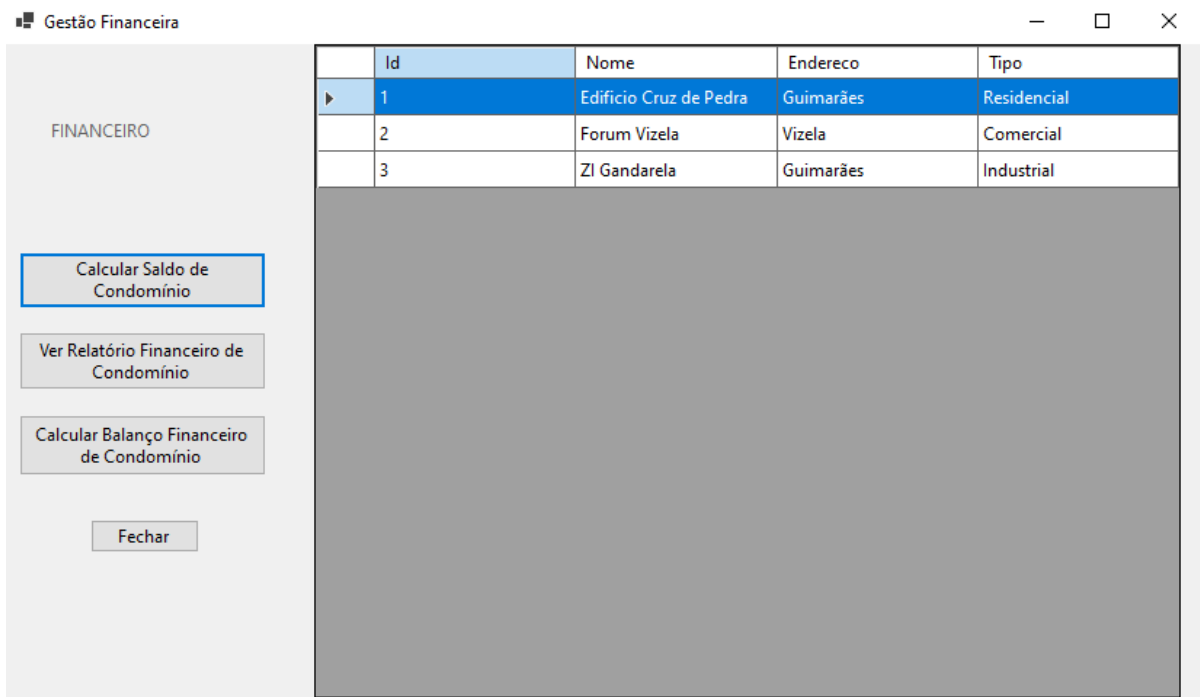 Gestão Financeira
FINANCEIRO
Calcular Saldo de
Condomínio
Ver Relatório Financeiro de
Condomínio
Calcular Balanço Financeiro
de Condomínio
Fechar
Id Nome Endereco Tipo
1 Edificio Cruz de Pedra Guimarães Residencial
2 Forum Vizela Vizela Comercial
3 ZI Gandarela Guimarães Industrial